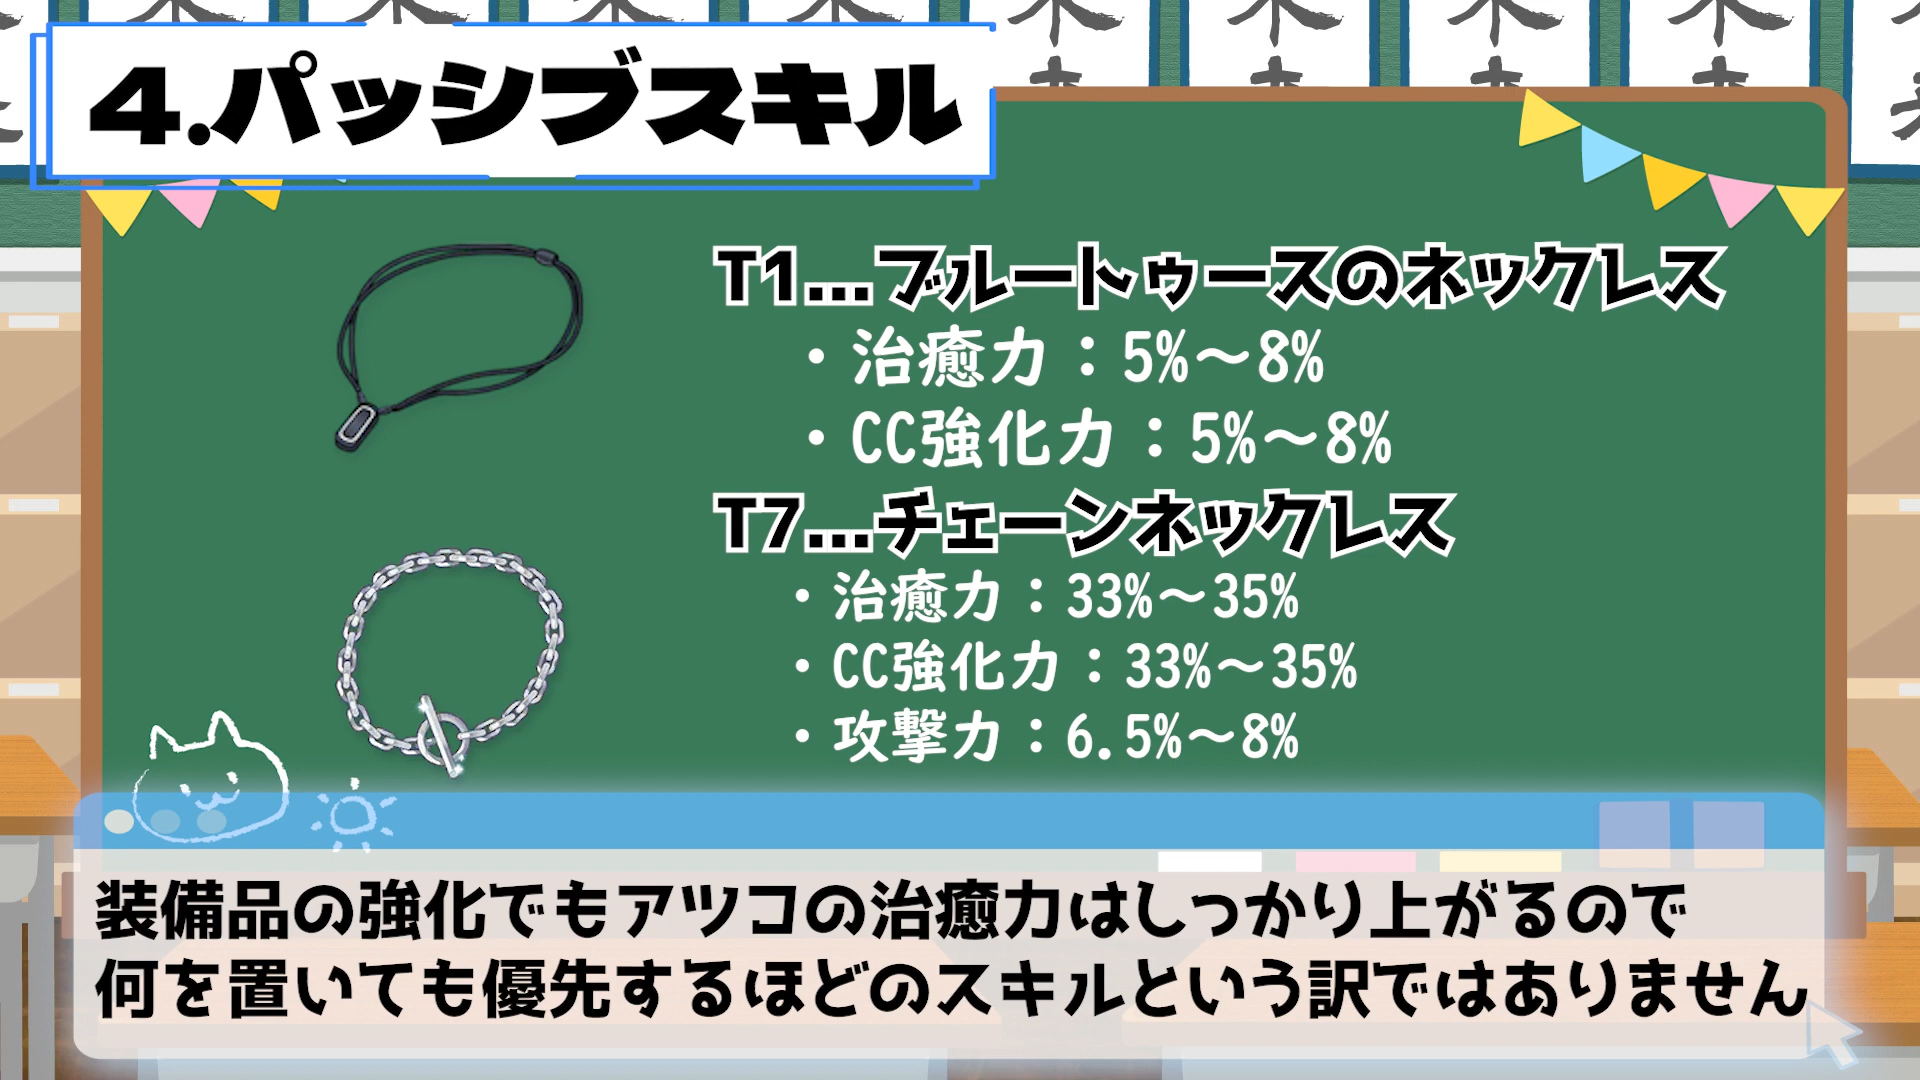 4.パッシブスキル
T1...ブルートゥースのネックレス
・治癒力：5%～8%
・CC強化力：5%～8%
T7...チェーンネックレス
・治癒力：33%～35%
・CC強化力：33%～35%
・攻撃力：6.5%～8%
装備品の強化でもアツコの治癒力はしっかり上がるので
何を置いても優先するほどのスキルという訳ではありません